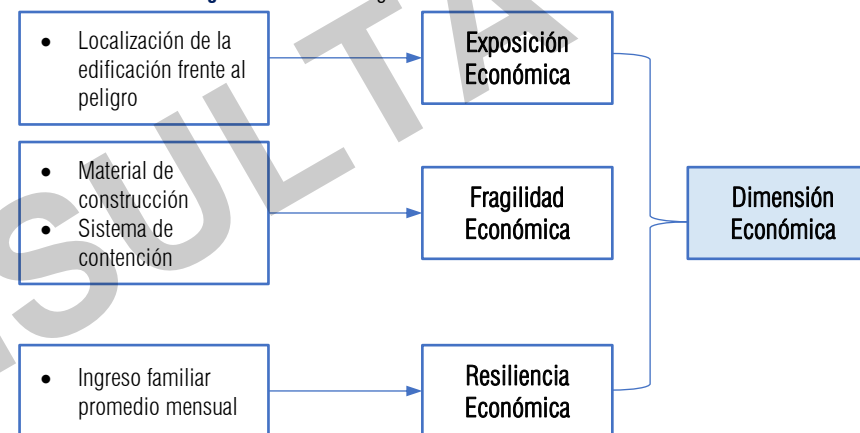 • Localización de la
edificación frente al
peligro
Exposición
Económica
• Material de
construcción
• Sistema de
contención
Fragilidad
Económica
Dimensión
Económica
• Ingreso familiar
promedio mensual
Resiliencia
Económica
SULTA